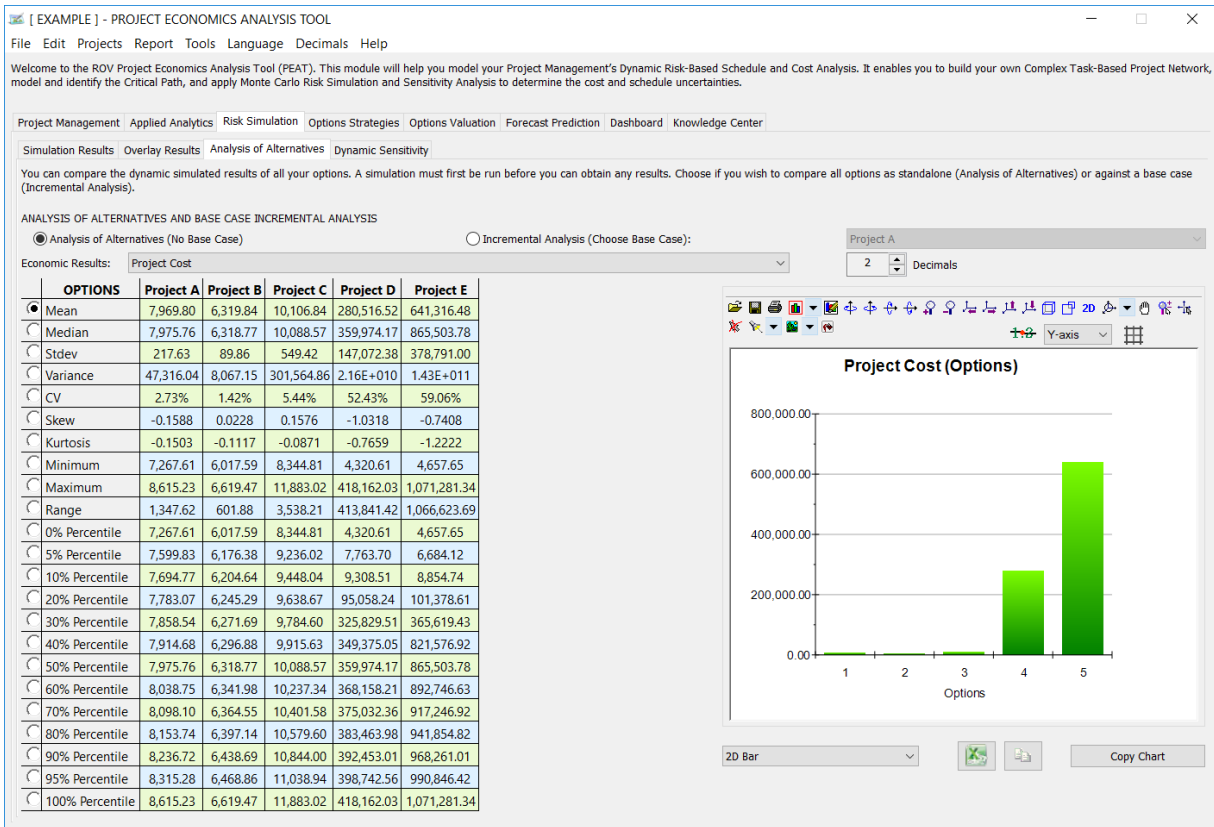 [ EXAMPLE ] - PROJECT ECONOMICS ANALYSIS TOOL
File Edit Projects Report Tools Language Decimals Help
Welcome to the ROV Project Economics Analysis Tool (PEAT). This module will help you model your Project Management's Dynamic Risk-Based Schedule and Cost Analysis. It enables you to build your own Complex Task-Based Project Network,
model and identify the Critical Path, and apply Monte Carlo Risk Simulation and Sensitivity Analysis to determine the cost and schedule uncertainties.
Project Management Applied Analytics Risk Simulation Options Strategies Options Valuation Forecast Prediction Dashboard Knowledge Center
Simulation Results Overlay Results Analysis of Alternatives Dynamic Sensitivity
You can compare the dynamic simulated results of all your options. A simulation must first be run before you can obtain any results. Choose if you wish to compare all options as standalone (Analysis of Alternatives) or against a base case
(Incremental Analysis).
ANALYSIS OF ALTERNATIVES AND BASE CASE INCREMENTAL ANALYSIS
Analysis of Alternatives (No Base Case) Incremental Analysis (Choose Base Case): Project A
Economic Results: Project Cost 2 Decimals
OPTIONS Project A Project B Project C Project D Project E
Mean 7,969.80 6,319.84 10,106.84 280,516.52 641,316.48
Median 7,975.76 6,318.77 10,088.57 359,974.17 865,503.78
Stdev 217.63 89.86 549.42 147,072.38 378,791.00
Variance 47,316.04 8,067.15 301,564.86 2.16E+010 1.43E+011
CV 2.73% 1.42% 5.44% 52.43% 59.06%
Skew -0.1588 0.0228 0.1576 -1.0318 -0.7408
Kurtosis -0.1503 -0.1117 -0.0871 -0.7659 -1.2222
Minimum 7,267.61 6,017.59 8,344.81 4,320.61 4,657.65
Maximum 8,615.23 6,619.47 11,883.02 418,162.03 1,071,281.34
Range 1,347.62 601.88 3,538.21 413,841.42 1,066,623.69
0% Percentile 7,267.61 6,017.59 8,344.81 4,320.61 4,657.65
5% Percentile 7,599.83 6,176.38 9,236.02 7,763.70 6,684.12
10% Percentile 7,694.77 6,204.64 9,448.04 9,308.51 8,854.74
20% Percentile 7,783.07 6,245.29 9,638.67 95,058.24 101,378.61
30% Percentile 7,858.54 6,271.69 9,784.60 325,829.51 365,619.43
40% Percentile 7,914.68 6,296.88 9,915.63 349,375.05 821,576.92
50% Percentile 7,975.76 6,318.77 10,088.57 359,974.17 865,503.78
60% Percentile 8,038.75 6,341.98 10,237.34 368,158.21 892,746.63
70% Percentile 8,098.10 6,364.55 10,401.58 375,032.36 917,246.92
80% Percentile 8,153.74 6,397.14 10,579.60 383,463.98 941,854.82
90% Percentile 8,236.72 6,438.69 10,844.00 392,453.01 968,261.01
95% Percentile 8,315.28 6,468.86 11,038.94 398,742.56 990,846.42
100% Percentile 8,615.23 6,619.47 11,883.02 418,162.03 1,071,281.34
2D
Y-axis
Project Cost (Options)
800,000.00
600,000.00
400,000.00
200,000.00
0.00
1 2 3 4 5
Options
2D Bar Copy Chart